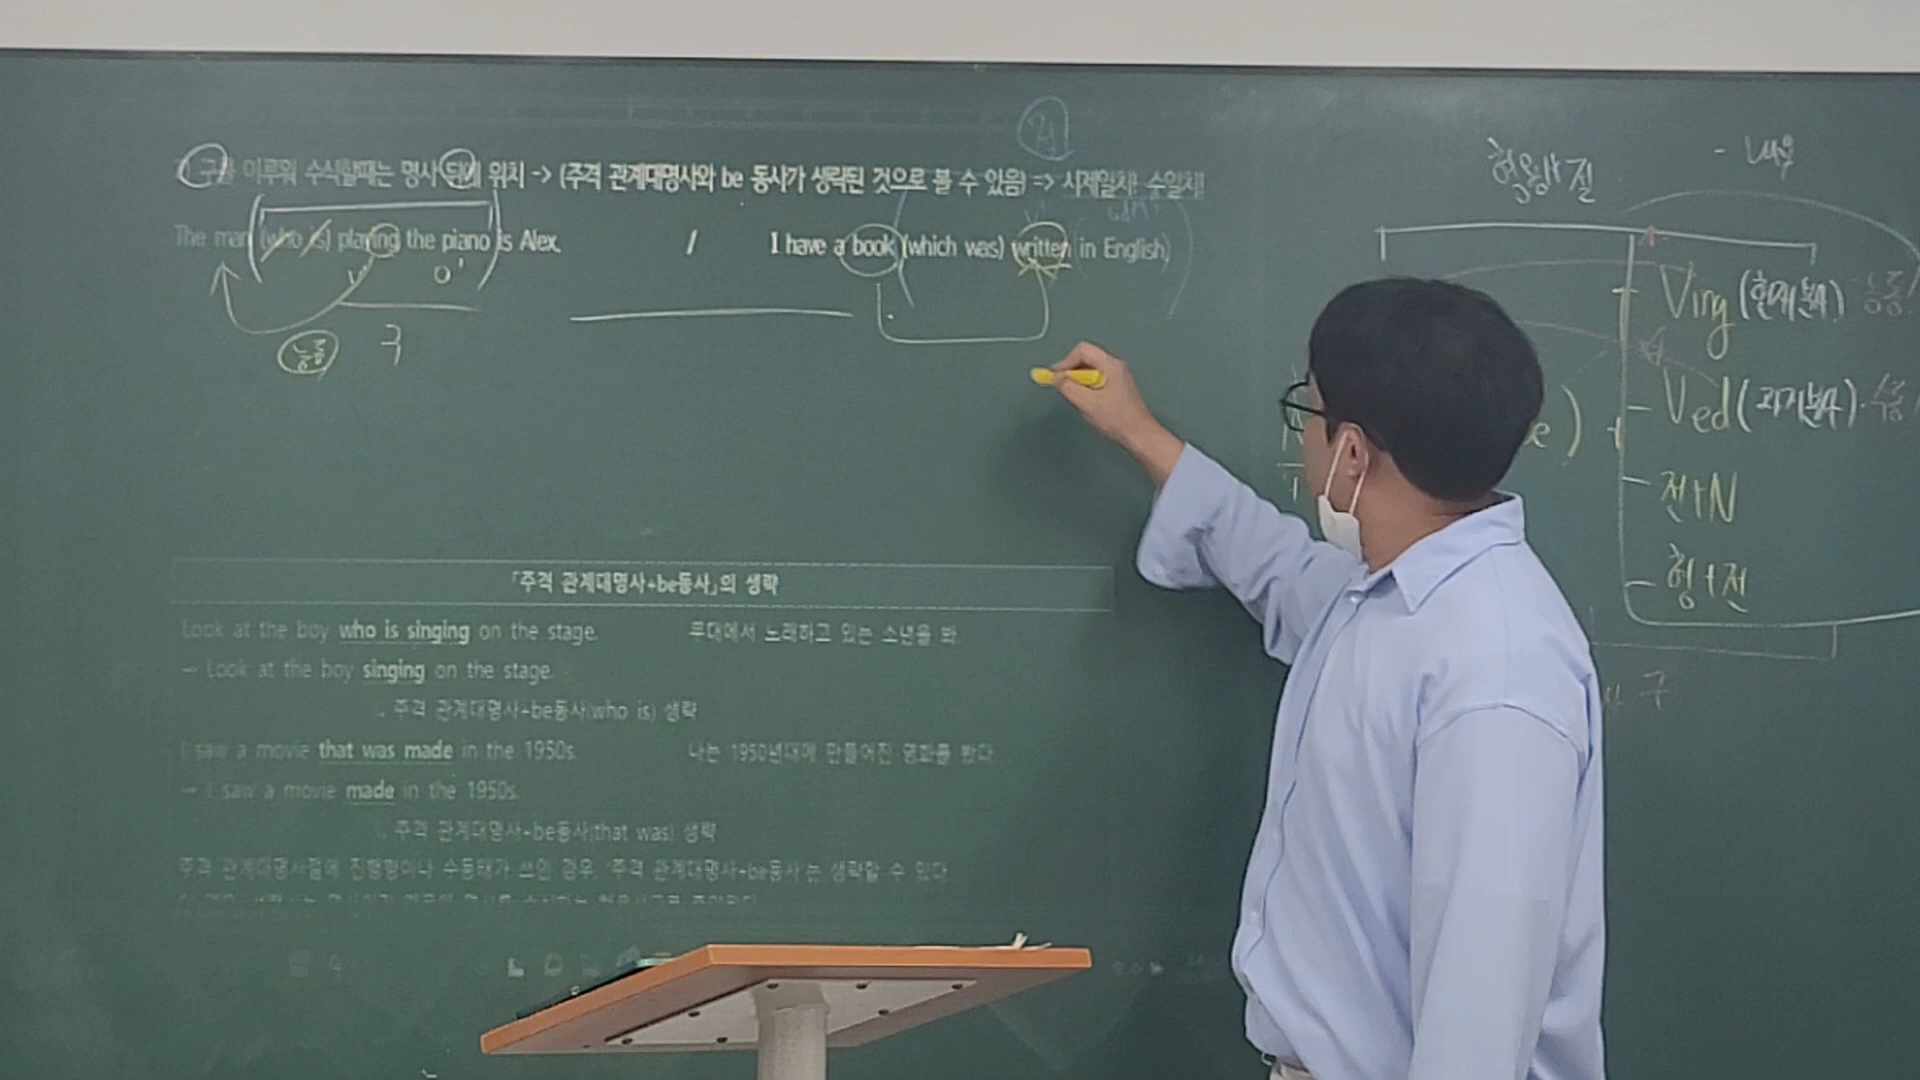 구를 이루워 수식할때는 명사 뒤에 위치 -> (주격 관계대명사와 be 동사가 생략된 것으로 볼 수 있음) => 시제일치! 수일치!
The man (who is) playing the piano is Alex. / I have a book (which was) written in English)
V O'
능동 구
「주격 관계대명사+be동사」의 생략
Look at the boy who is singing on the stage. 무대에서 노래하고 있는 소년을 봐.
→ Look at the boy singing on the stage.
주격 관계대명사+be동사(who is) 생략
I saw a movie that was made in the 1950s. 나는 1950년대에 만들어진 영화를 봤다
→ I saw a movie made in the 1950s.
주격 관계대명사+be동사(that was) 생략
주격 관계대명사절에 진행형이나 수동태가 쓰인 경우, '주격 관계대명사+be동사'는 생략할 수 있다
형용사절
- Ving (현재분사) 능동
- Ved (과거분사) 수동
- 전+N
- 형+전
구